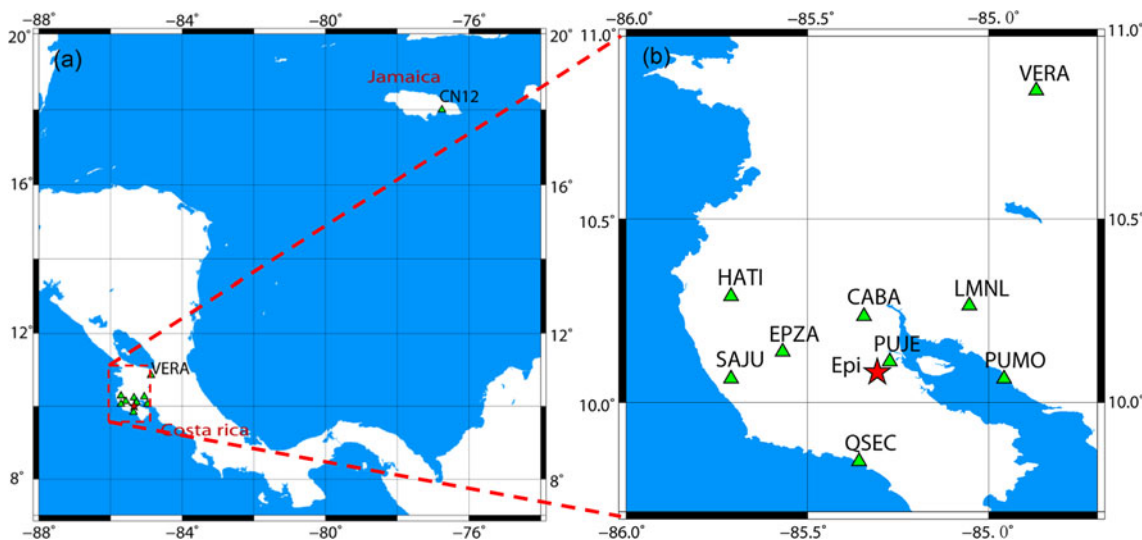 −88° −84° −80° −76°
−86.0° −85.5° −85.0°
20° (a) 20°
11.0° (b) 11.0°
Jamaica
CN12
VERA
16° 16°
10.5° 10.5°
HATI
CABA
LMNL
12° 12°
EPZA
PUJE
VERA
SAJU
Epi
PUMO
10.0° 10.0°
Costa rica
QSEC
8° 8°
−88° −84° −80° −76°
−86.0° −85.5° −85.0°